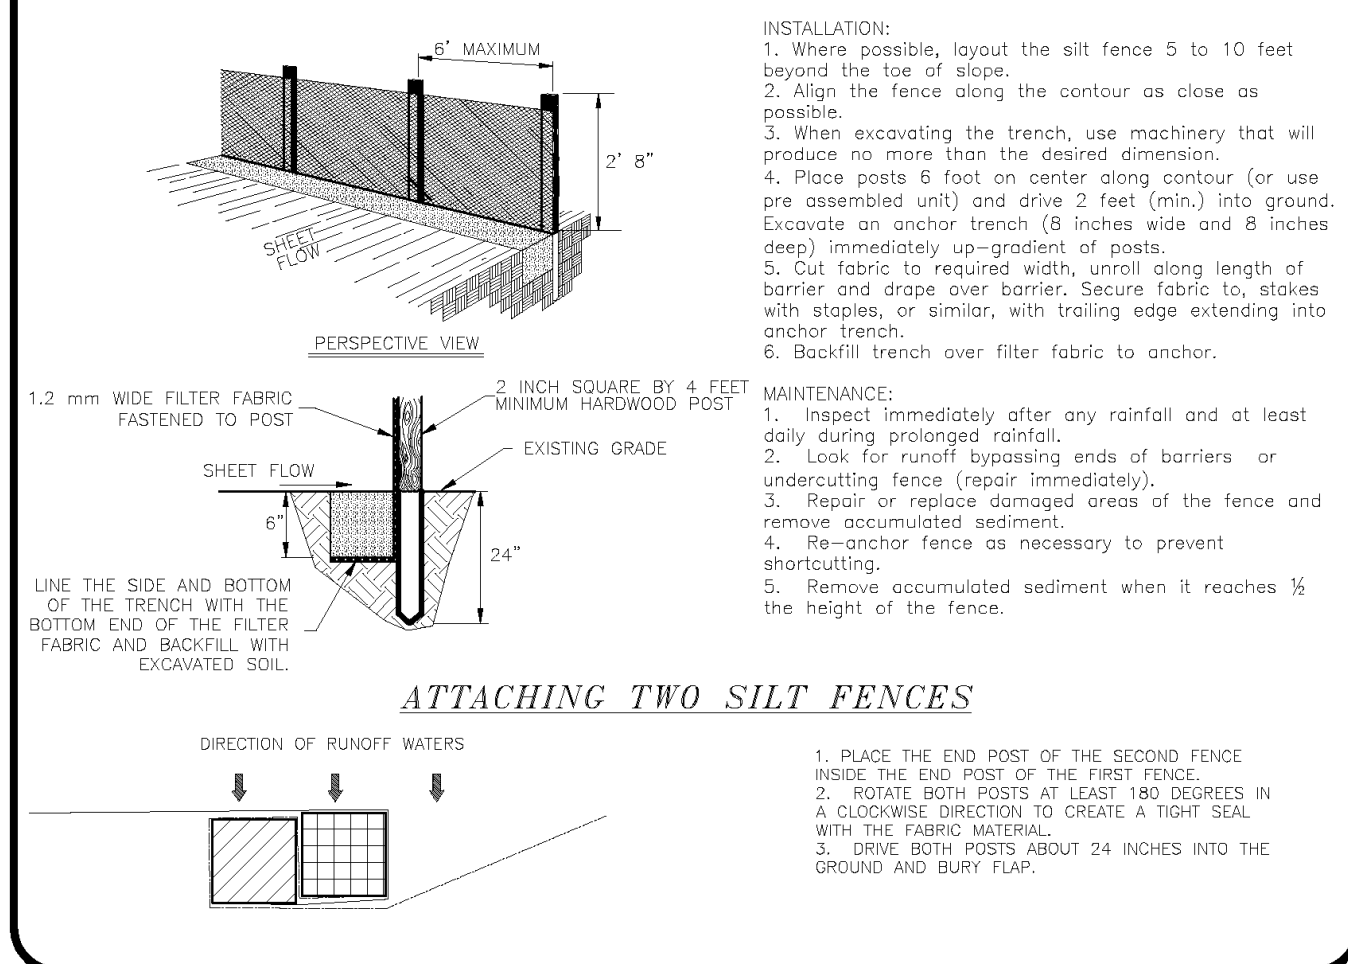 6' MAXIMUM
2' 8"
SHEET
FLOW
PERSPECTIVE VIEW
1.2 mm WIDE FILTER FABRIC
FASTENED TO POST
2 INCH SQUARE BY 4 FEET
MINIMUM HARDWOOD POST
EXISTING GRADE
SHEET FLOW
6"
24"
LINE THE SIDE AND BOTTOM
OF THE TRENCH WITH THE
BOTTOM END OF THE FILTER
FABRIC AND BACKFILL WITH
EXCAVATED SOIL.
INSTALLATION:
1. Where possible, layout the silt fence 5 to 10 feet
beyond the toe of slope.
2. Align the fence along the contour as close as
possible.
3. When excavating the trench, use machinery that will
produce no more than the desired dimension.
4. Place posts 6 foot on center along contour (or use
pre assembled unit) and drive 2 feet (min.) into ground.
Excavate an anchor trench (8 inches wide and 8 inches
deep) immediately up-gradient of posts.
5. Cut fabric to required width, unroll along length of
barrier and drape over barrier. Secure fabric to, stakes
with staples, or similar, with trailing edge extending into
anchor trench.
6. Backfill trench over filter fabric to anchor.
MAINTENANCE:
1. Inspect immediately after any rainfall and at least
daily during prolonged rainfall.
2. Look for runoff bypassing ends of barriers or
undercutting fence (repair immediately).
3. Repair or replace damaged areas of the fence and
remove accumulated sediment.
4. Re-anchor fence as necessary to prevent
shortcutting.
5. Remove accumulated sediment when it reaches ½
the height of the fence.
ATTACHING TWO SILT FENCES
DIRECTION OF RUNOFF WATERS
1. PLACE THE END POST OF THE SECOND FENCE
INSIDE THE END POST OF THE FIRST FENCE.
2. ROTATE BOTH POSTS AT LEAST 180 DEGREES IN
A CLOCKWISE DIRECTION TO CREATE A TIGHT SEAL
WITH THE FABRIC MATERIAL.
3. DRIVE BOTH POSTS ABOUT 24 INCHES INTO THE
GROUND AND BURY FLAP.